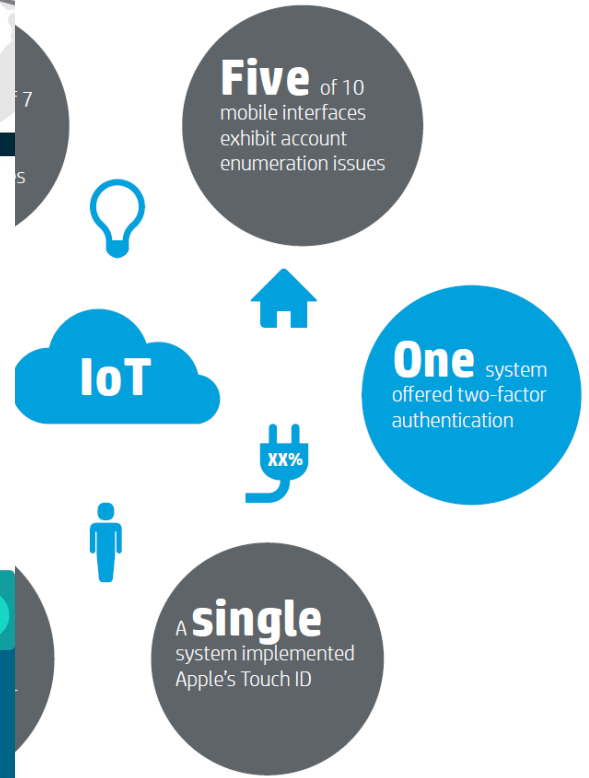 Five of 10
mobile interfaces
exhibit account
enumeration issues
7
IoT
One system
offered two-factor
authentication
XX%
A single
system implemented
Apple's Touch ID